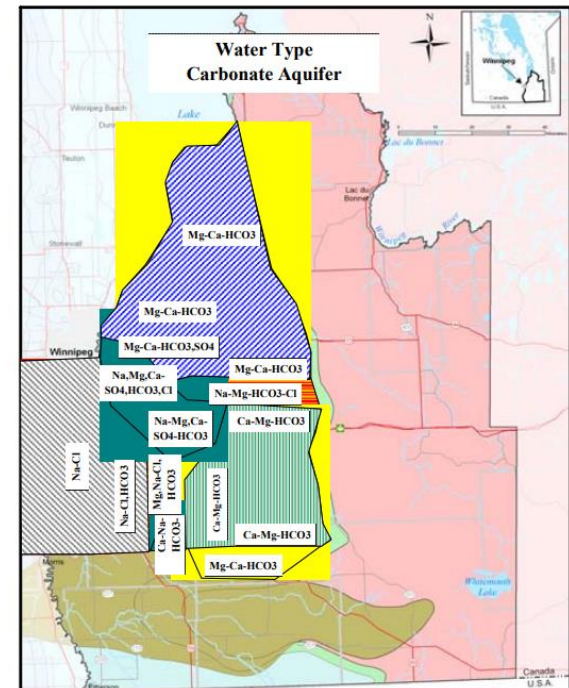 Water Type
Carbonate Aquifer
N
Winnipeg
Saskatchewan
Ontario
Canada
U.S.A.
Winnipeg Beach
Lake
Lac du Bonnet
Teulon
Lac du
Bonnet
Winnipeg
River
Stonewall
Mg-Ca-HCO3
Mg-Ca-HCO3
Winnipeg
Mg-Ca-HCO3,SO4
Mg-Ca-HCO3
Na,Mg,Ca-
SO4,HCO3,Cl
Na-Mg-HCO3-Cl
Na-Mg,Ca-
SO4-HCO3
Ca-Mg-HCO3
Na-Cl
Na-Cl,HCO3
Mg,Na-Cl,
HCO3
Ca-Mg-HCO3
Ca-Na-
HCO3-
Ca-Mg-HCO3
Morris
Mg-Ca-HCO3
Whitemouth
Lake
Emerson
Canada
U.S.A.